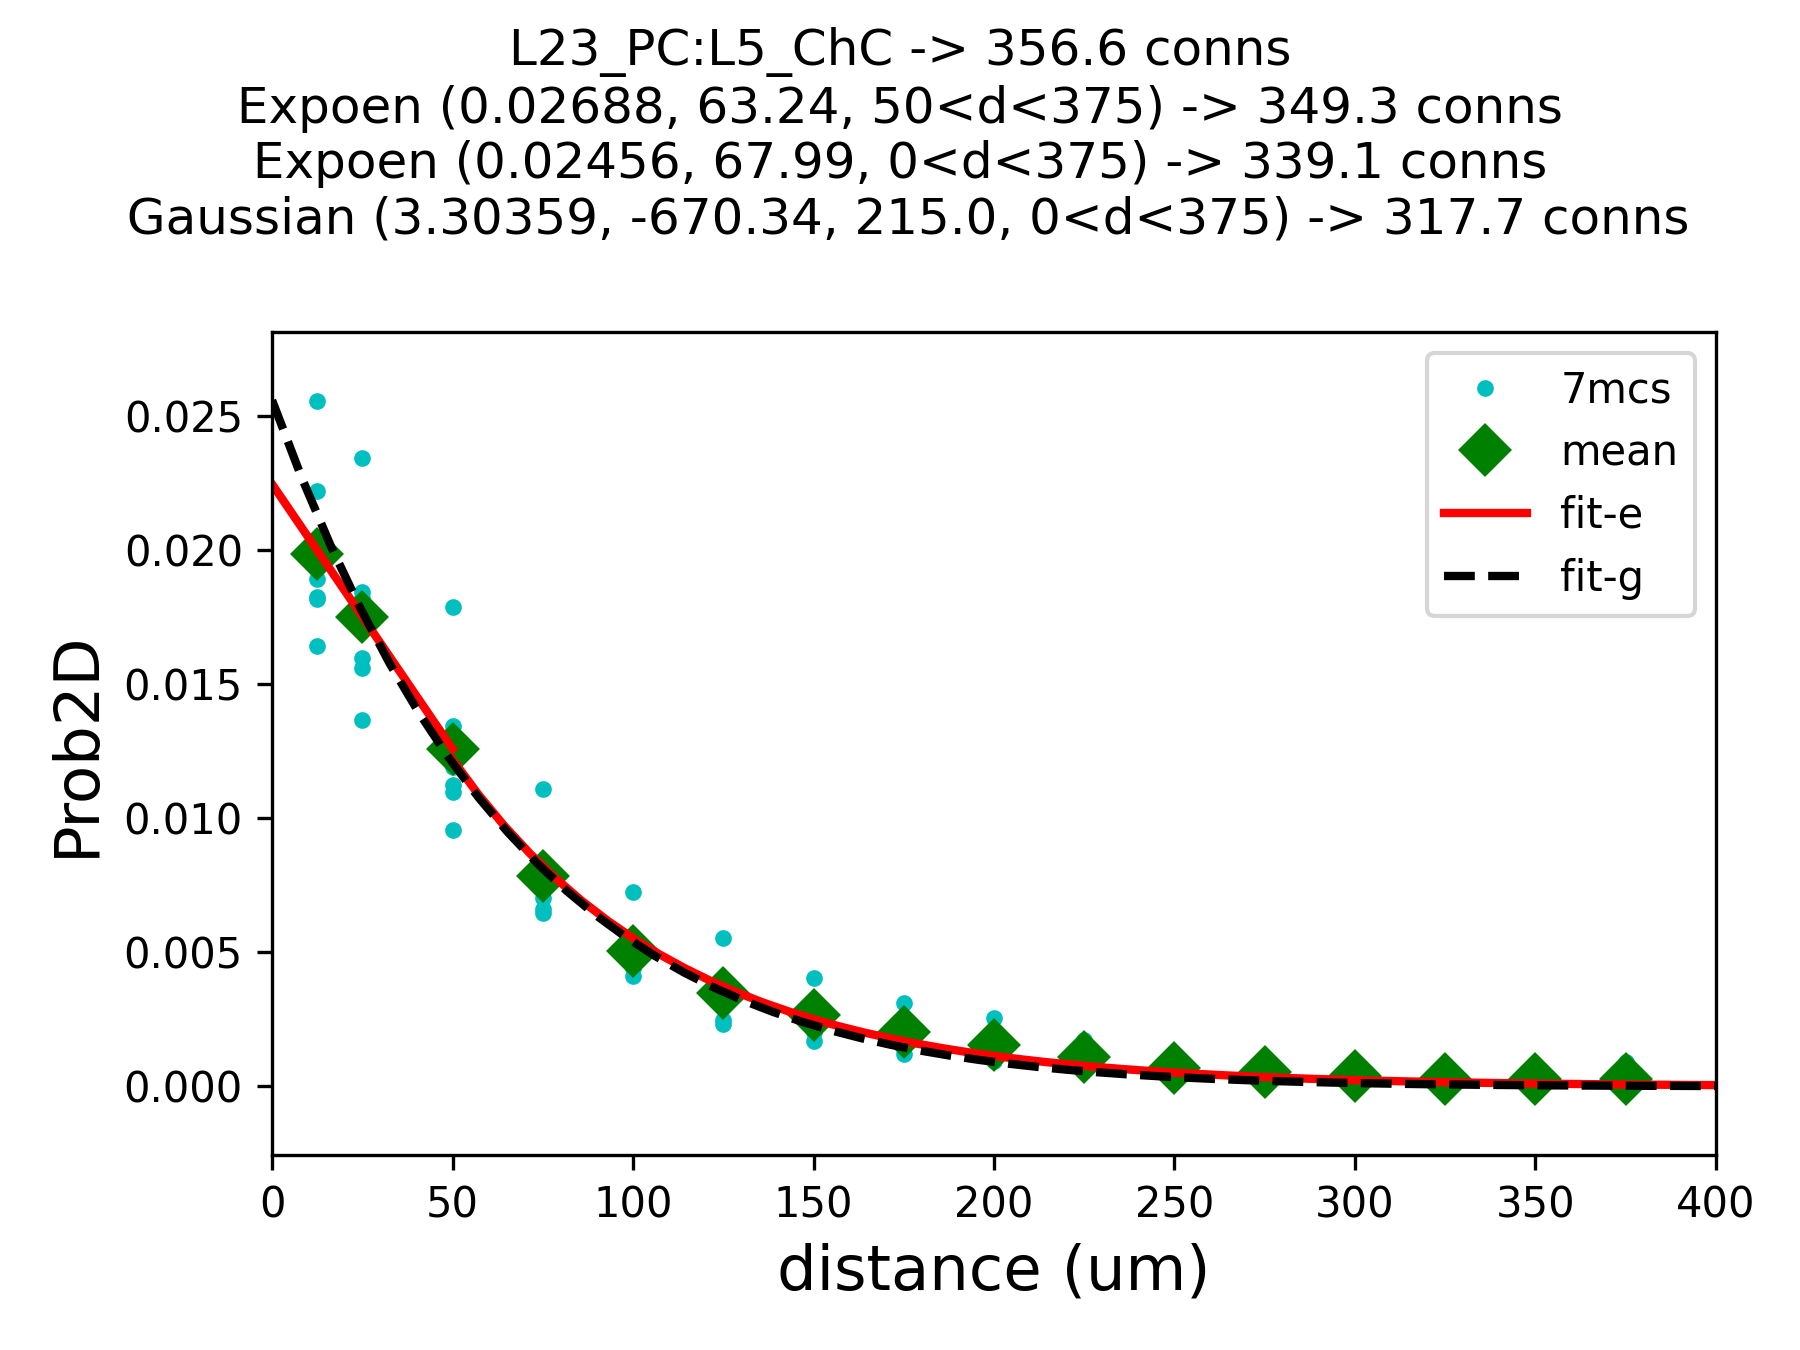 L23_PC:L5_ChC -> 356.6 conns
Expoen (0.02688, 63.24, 50<d<375) -> 349.3 conns
Expoen (0.02456, 67.99, 0<d<375) -> 339.1 conns
Gaussian (3.30359, -670.34, 215.0, 0<d<375) -> 317.7 conns
7mcs
mean
fit-e
fit-g
Prob2D
0.025
0.020
0.015
0.010
0.005
0.000
0 50 100 150 200 250 300 350 400
distance (um)